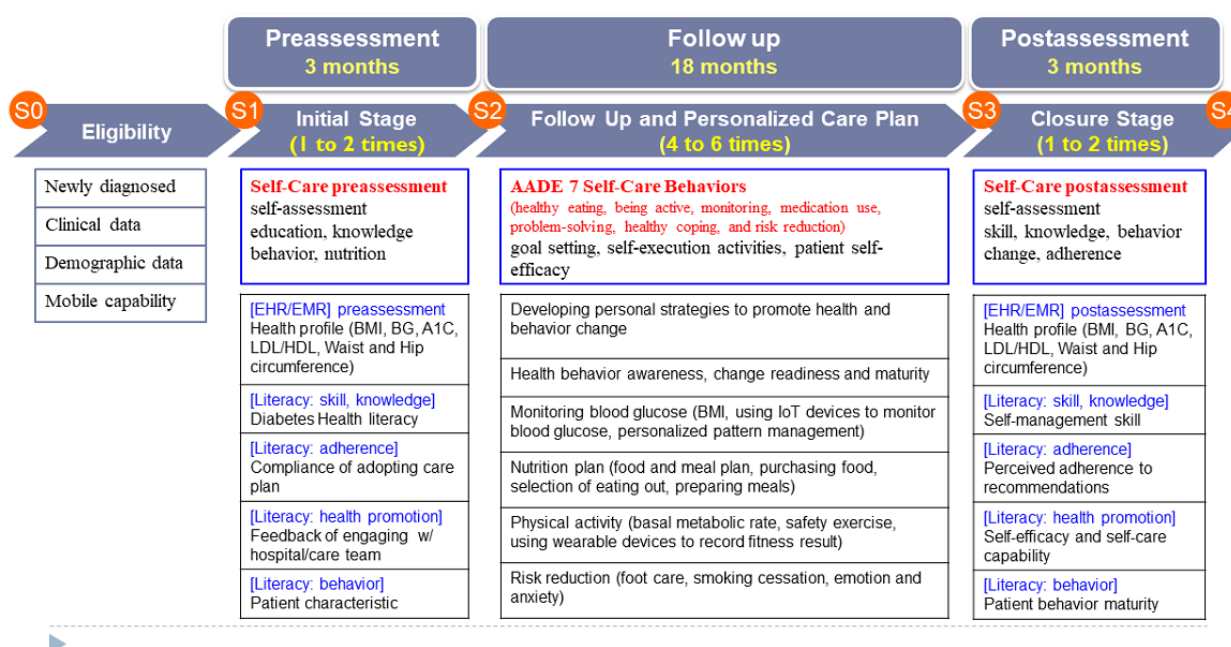 Preassessment
3 months
Follow up
18 months
Postassessment
3 months
S0
Eligibility
S1
Initial Stage
(1 to 2 times)
S2
Follow Up and Personalized Care Plan
(4 to 6 times)
S3
Closure Stage
(1 to 2 times)
S4
Newly diagnosed
Clinical data
Demographic data
Mobile capability
Self-Care preassessment
self-assessment
education, knowledge
behavior, nutrition
[EHR/EMR] preassessment
Health profile (BMI, BG, A1C,
LDL/HDL, Waist and Hip
circumference)
[Literacy: skill, knowledge]
Diabetes Health literacy
[Literacy: adherence]
Compliance of adopting care
plan
[Literacy: health promotion]
Feedback of engaging w/
hospital/care team
[Literacy: behavior]
Patient characteristic
AADE 7 Self-Care Behaviors
(healthy eating, being active, monitoring, medication use,
problem-solving, healthy coping, and risk reduction)
goal setting, self-execution activities, patient self-
efficacy
Developing personal strategies to promote health and
behavior change
Health behavior awareness, change readiness and maturity
Monitoring blood glucose (BMI, using IoT devices to monitor
blood glucose, personalized pattern management)
Nutrition plan (food and meal plan, purchasing food,
selection of eating out, preparing meals)
Physical activity (basal metabolic rate, safety exercise,
using wearable devices to record fitness result)
Risk reduction (foot care, smoking cessation, emotion and
anxiety)
Self-Care postassessment
self-assessment
skill, knowledge, behavior
change, adherence
[EHR/EMR] postassessment
Health profile (BMI, BG, A1C,
LDL/HDL, Waist and Hip
circumference)
[Literacy: skill, knowledge]
Self-management skill
[Literacy: adherence]
Perceived adherence to
recommendations
[Literacy: health promotion]
Self-efficacy and self-care
capability
[Literacy: behavior]
Patient behavior maturity